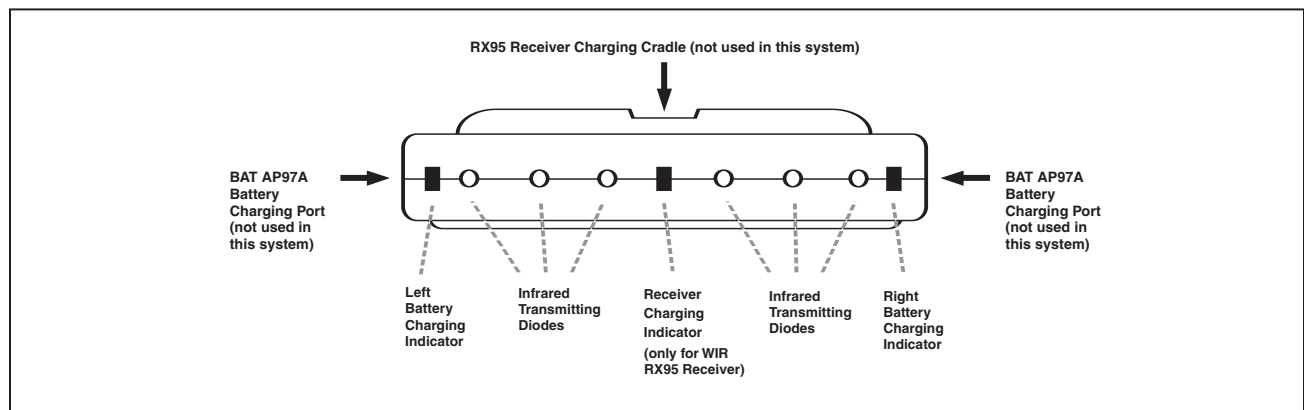 RX95 Receiver Charging Cradle (not used in this system)
BAT AP97A
Battery
Charging Port
(not used in
this system)
BAT AP97A
Battery
Charging Port
(not used in
this system)
Left
Battery
Charging
Indicator
Infrared
Transmitting
Diodes
Receiver
Charging
Indicator
(only for WIR
RX95 Receiver)
Infrared
Transmitting
Diodes
Right
Battery
Charging
Indicator